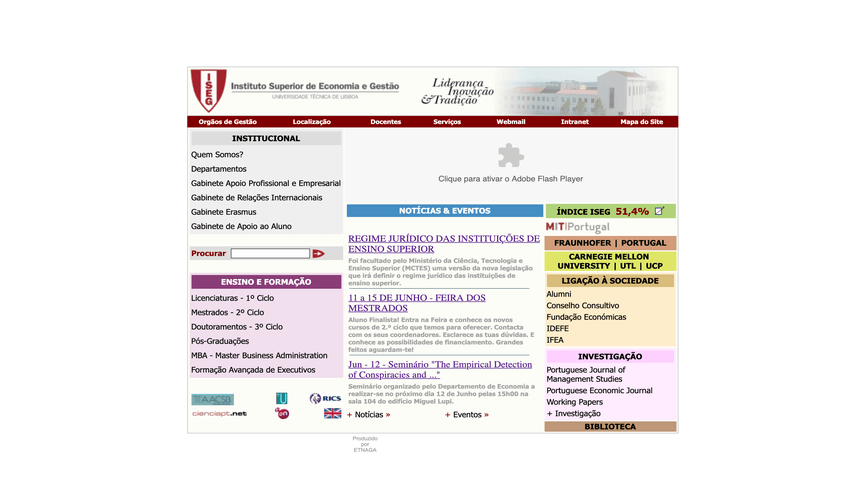 ISEG
Instituto Superior de Economia e Gestão
UNIVERSIDADE TÉCNICA DE LISBOA
Liderança
Inovação
& Tradição
Orgãos de Gestão Localização Docentes Serviços Webmail Intranet Mapa do Site
INSTITUCIONAL
Quem Somos?
Departamentos
Gabinete Apoio Profissional e Empresarial
Gabinete de Relações Internacionais
Gabinete Erasmus
Gabinete de Apoio ao Aluno
Procurar
ENSINO E FORMAÇÃO
Licenciaturas - 1º Ciclo
Mestrados - 2º Ciclo
Doutoramentos - 3º Ciclo
Pós-Graduações
MBA - Master Business Administration
Formação Avançada de Executivos
AACSB
RICS
cienciapt.net
Clique para ativar o Adobe Flash Player
NOTÍCIAS & EVENTOS
REGIME JURÍDICO DAS INSTITUIÇÕES DE
ENSINO SUPERIOR
Foi facultado pelo Ministério da Ciência, Tecnologia e
Ensino Superior (MCTES) uma versão da nova legislação
que irá definir o regime jurídico das instituições de
ensino superior.
11 a 15 DE JUNHO - FEIRA DOS
MESTRADOS
Aluno Finalista! Entra na Feira e conhece os novos
cursos de 2.º ciclo que temos para oferecer. Contacta
com os seus coordenadores. Esclarece as tuas dúvidas. E
conhece as possibilidades de financiamento. Grandes
feitos aguardam-te!
Jun - 12 - Seminário "The Empirical Detection
of Conspiracies and ..."
Seminário organizado pelo Departamento de Economia a
realizar-se no próximo dia 12 de Junho pelas 15h00 na
sala 104 do edifício Miguel Lupi.
+ Notícias » + Eventos »
ÍNDICE ISEG 51,4%
MIT Portugal
FRAUNHOFER | PORTUGAL
CARNEGIE MELLON
UNIVERSITY | UTL | UCP
LIGAÇÃO À SOCIEDADE
Alumni
Conselho Consultivo
Fundação Económicas
IDEFE
IFEA
INVESTIGAÇÃO
Portuguese Journal of
Management Studies
Portuguese Economic Journal
Working Papers
+ Investigação
BIBLIOTECA
Produzido
por
ETNAGA